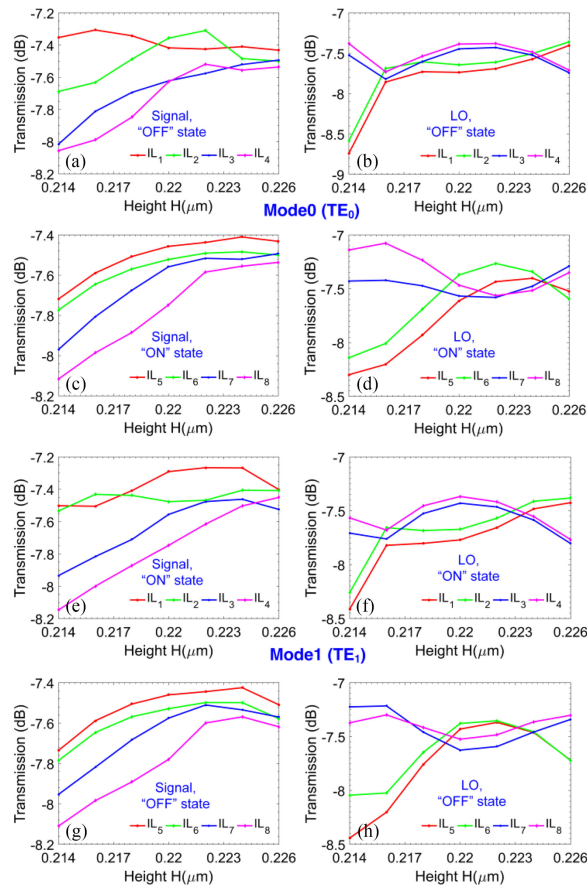 -7.2
-7.4
-7.6
-7.8
-8
-8.2
Transmission (dB)
Signal,
"OFF" state
(a)
IL1 IL2 IL3 IL4
0.214 0.217 0.22 0.223 0.226
Height H(μm)
-7
-7.5
-8
-8.5
-9
Transmission (dB)
LO,
"OFF" state
(b)
IL1 IL2 IL3 IL4
0.214 0.217 0.22 0.223 0.226
Height H(μm)
Mode0 (TE0)
-7.4
-7.6
-7.8
-8
-8.2
Transmission (dB)
Signal,
"ON" state
(c)
IL5 IL6 IL7 IL8
0.214 0.217 0.22 0.223 0.226
Height H(μm)
-7
-7.5
-8
-8.5
Transmission (dB)
LO,
"ON" state
(d)
IL5 IL6 IL7 IL8
0.214 0.217 0.22 0.223 0.226
Height H(μm)
-7.2
-7.4
-7.6
-7.8
-8
-8.2
Transmission (dB)
Signal,
"ON" state
(e)
IL1 IL2 IL3 IL4
0.214 0.217 0.22 0.223 0.226
Height H(μm)
-7
-7.5
-8
-8.5
Transmission (dB)
LO,
"ON" state
(f)
IL1 IL2 IL3 IL4
0.214 0.217 0.22 0.223 0.226
Height H(μm)
Mode1 (TE1)
-7.4
-7.6
-7.8
-8
-8.2
Transmission (dB)
Signal,
"OFF" state
(g)
IL5 IL6 IL7 IL8
0.214 0.217 0.22 0.223 0.226
Height H(μm)
-7
-7.5
-8
-8.5
Transmission (dB)
LO,
"OFF" state
(h)
IL5 IL6 IL7 IL8
0.214 0.217 0.22 0.223 0.226
Height H(μm)